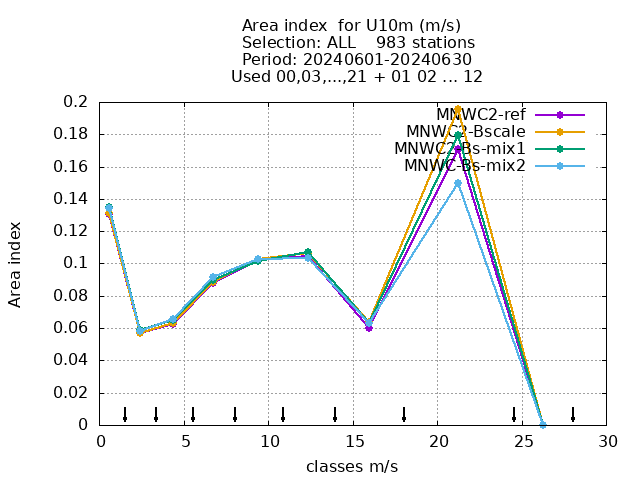 Area index  for U10m (m/s)
Selection: ALL    983 stations
Period: 20240601-20240630
Used 00,03,...,21 + 01 02 ... 12
MNWC2-ref
MNWC2-Bscale
MNWC2-Bs-mix1
MNWC-Bs-mix2
Area index
0.2
0.18
0.16
0.14
0.12
0.1
0.08
0.06
0.04
0.02
0
0 5 10 15 20 25 30
classes m/s